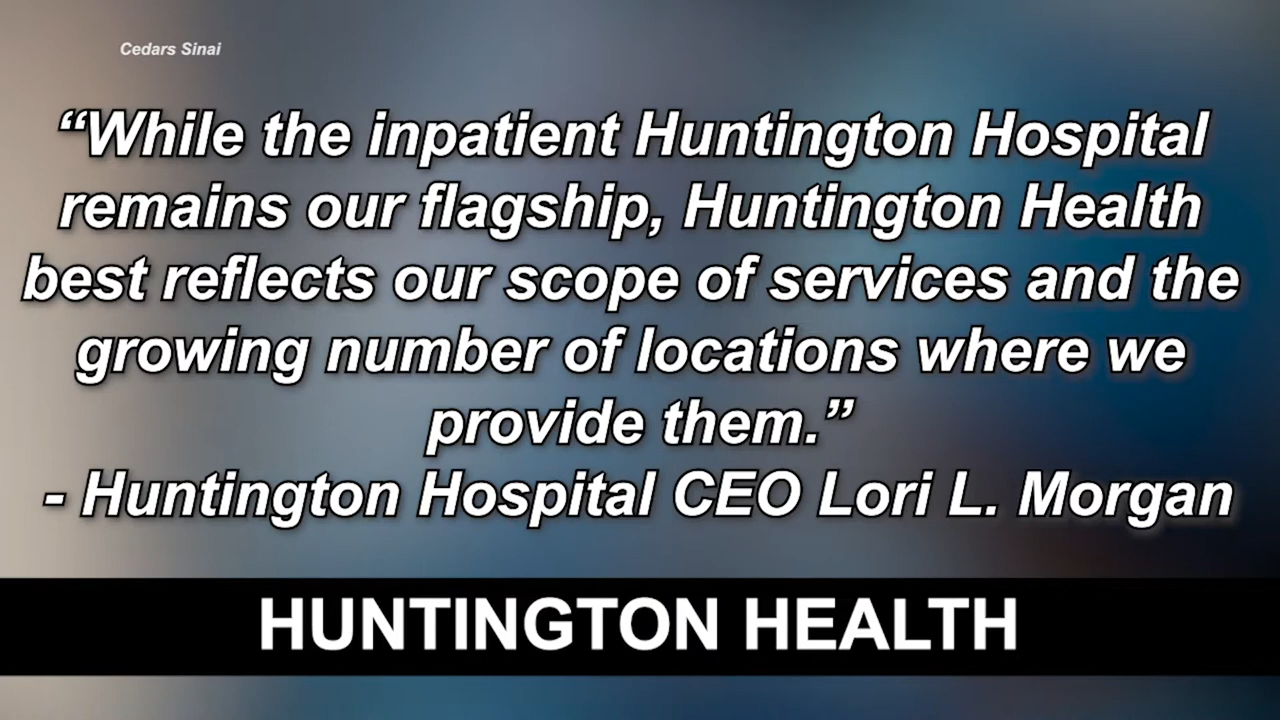 Cedars Sinai
“While the inpatient Huntington Hospital
remains our flagship, Huntington Health
best reflects our scope of services and the
growing number of locations where we
provide them.”
- Huntington Hospital CEO Lori L. Morgan
HUNTINGTON HEALTH